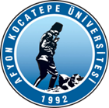 AFYON KOCATEPE ÜNİVERSİTESİ
1992